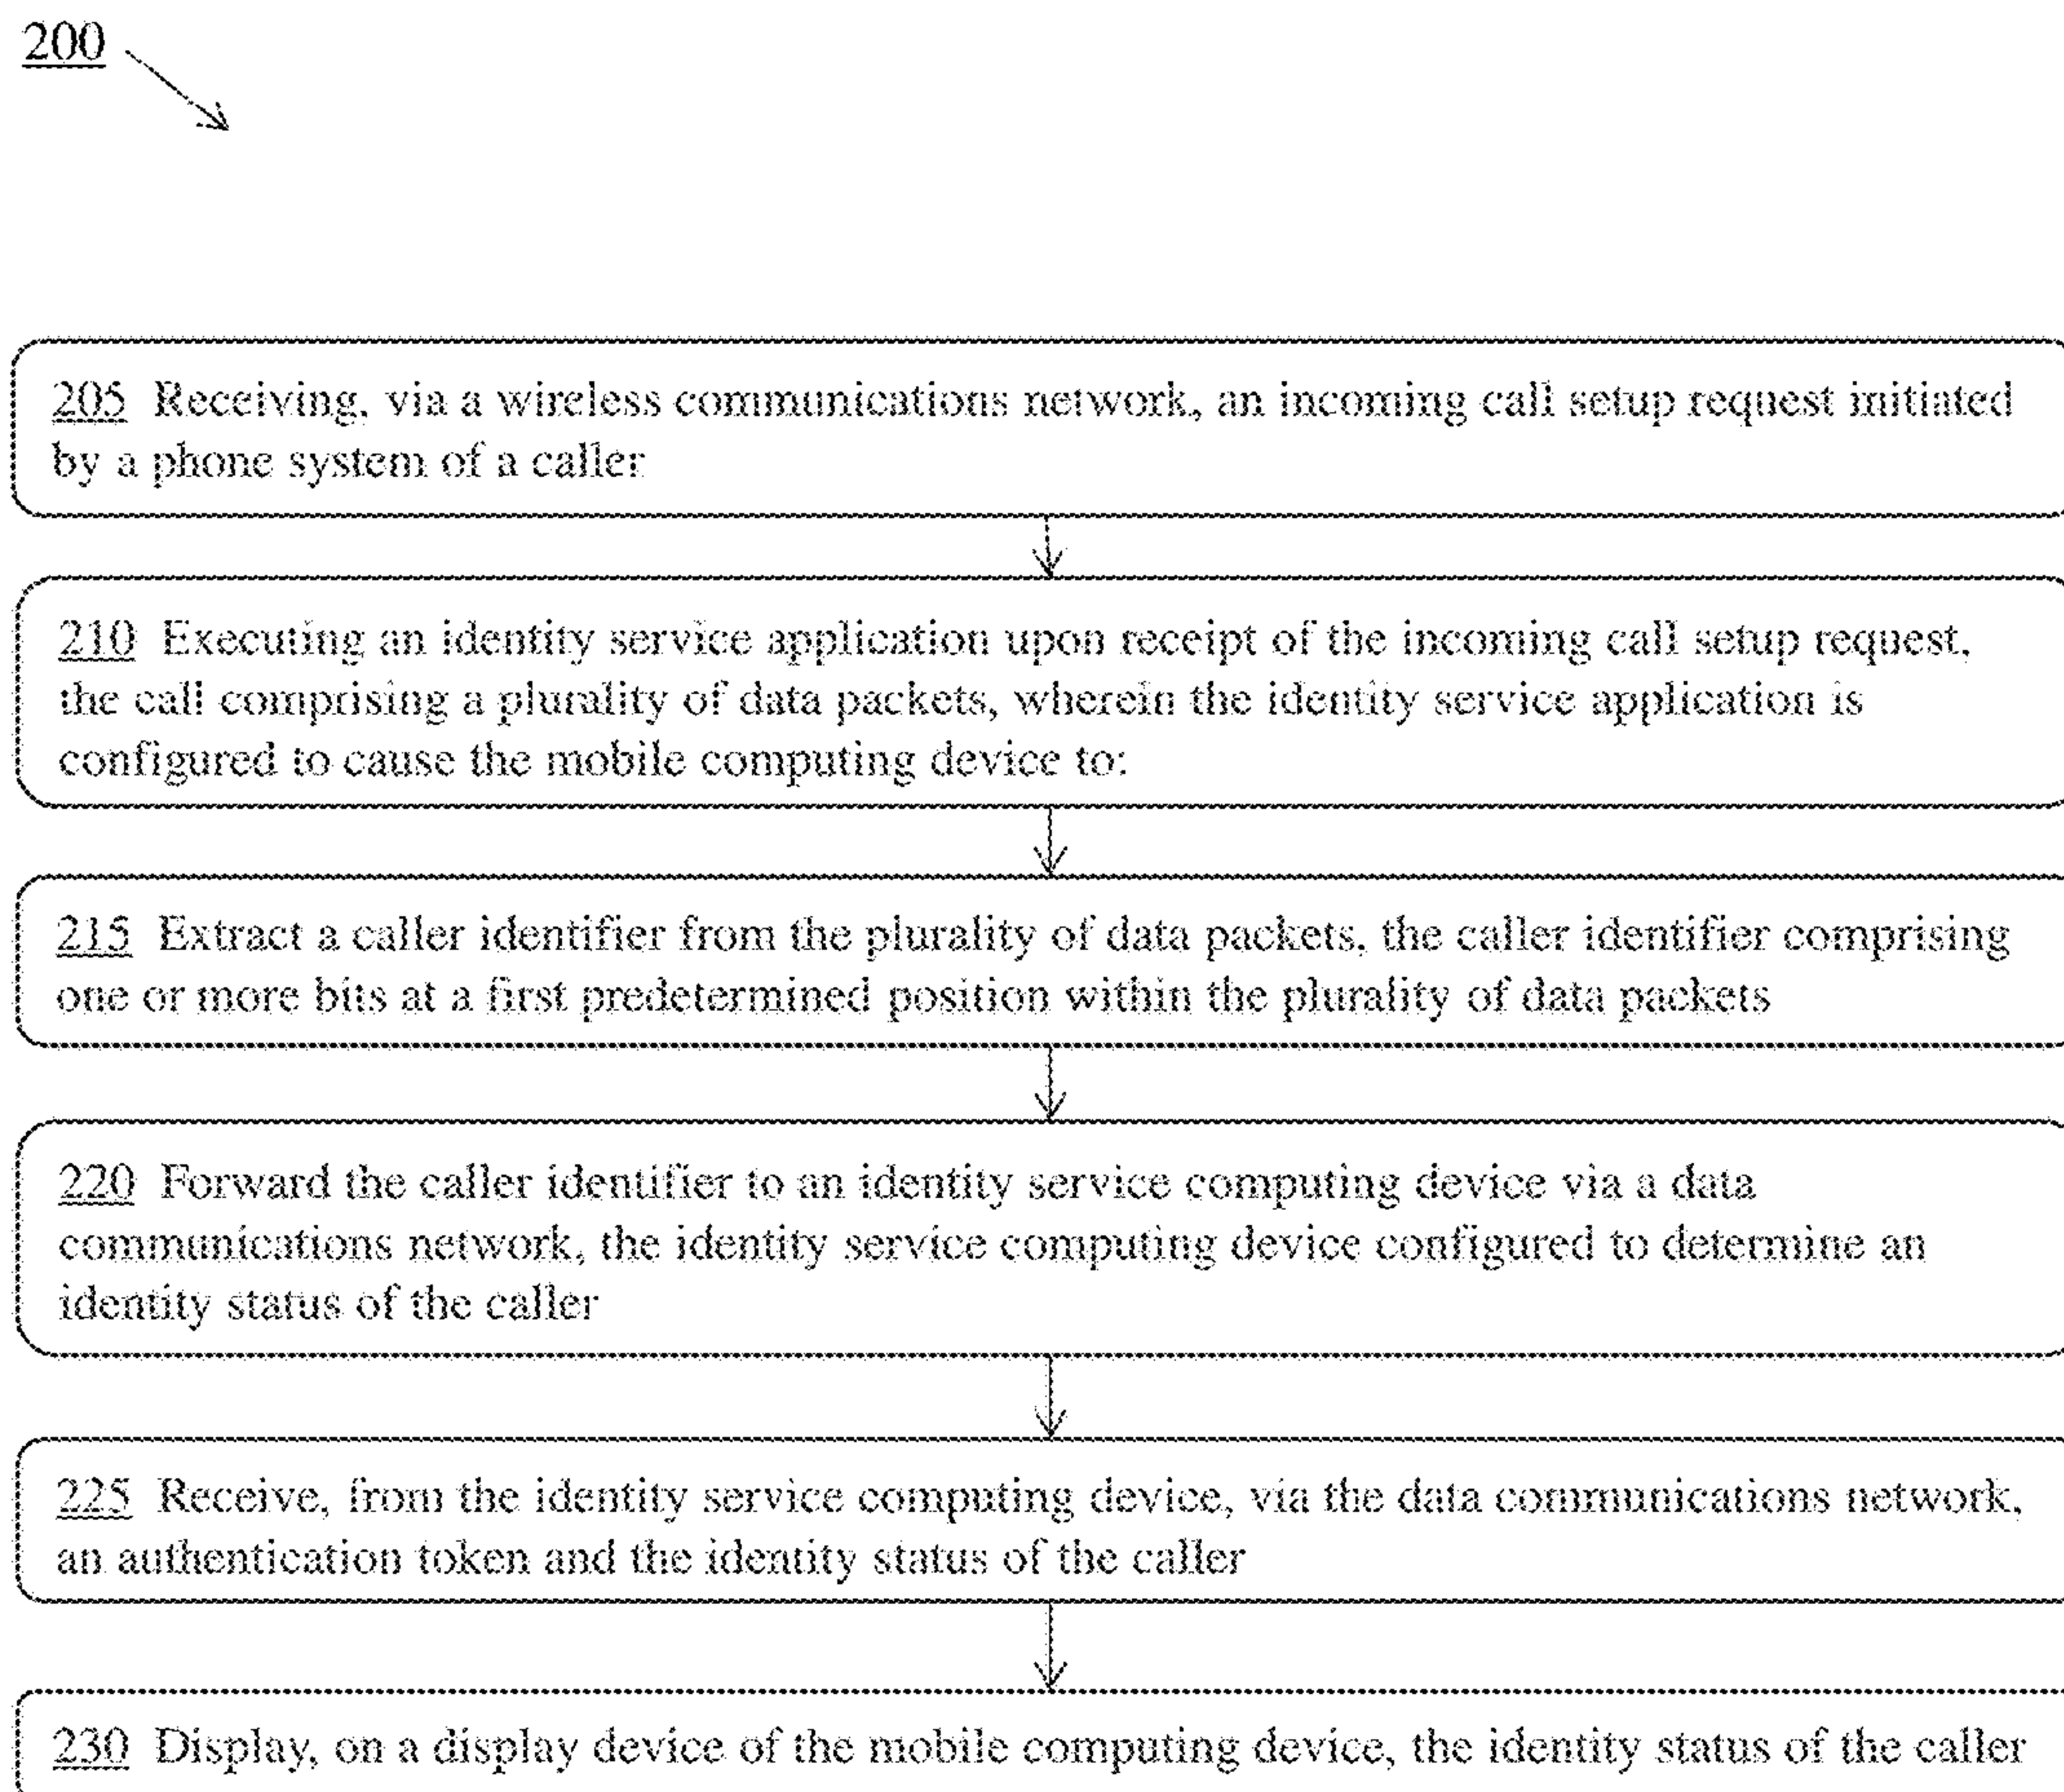 200
205 Receiving, via a wireless communications network, an incoming call setup request initiated
by a phone system of a caller
210 Executing an identity service application upon receipt of the incoming call setup request,
the call comprising a plurality of data packets, wherein the identity service application is
configured to cause the mobile computing device to:
215 Extract a caller identifier from the plurality of data packets, the caller identifier comprising
one or more bits at a first predetermined position within the plurality of data packets
220 Forward the caller identifier to an identity service computing device via a data
communications network, the identity service computing device configured to determine an
identity status of the caller
225 Receive, from the identity service computing device, via the data communications network,
an authentication token and the identity status of the caller
230 Display, on a display device of the mobile computing device, the identity status of the caller